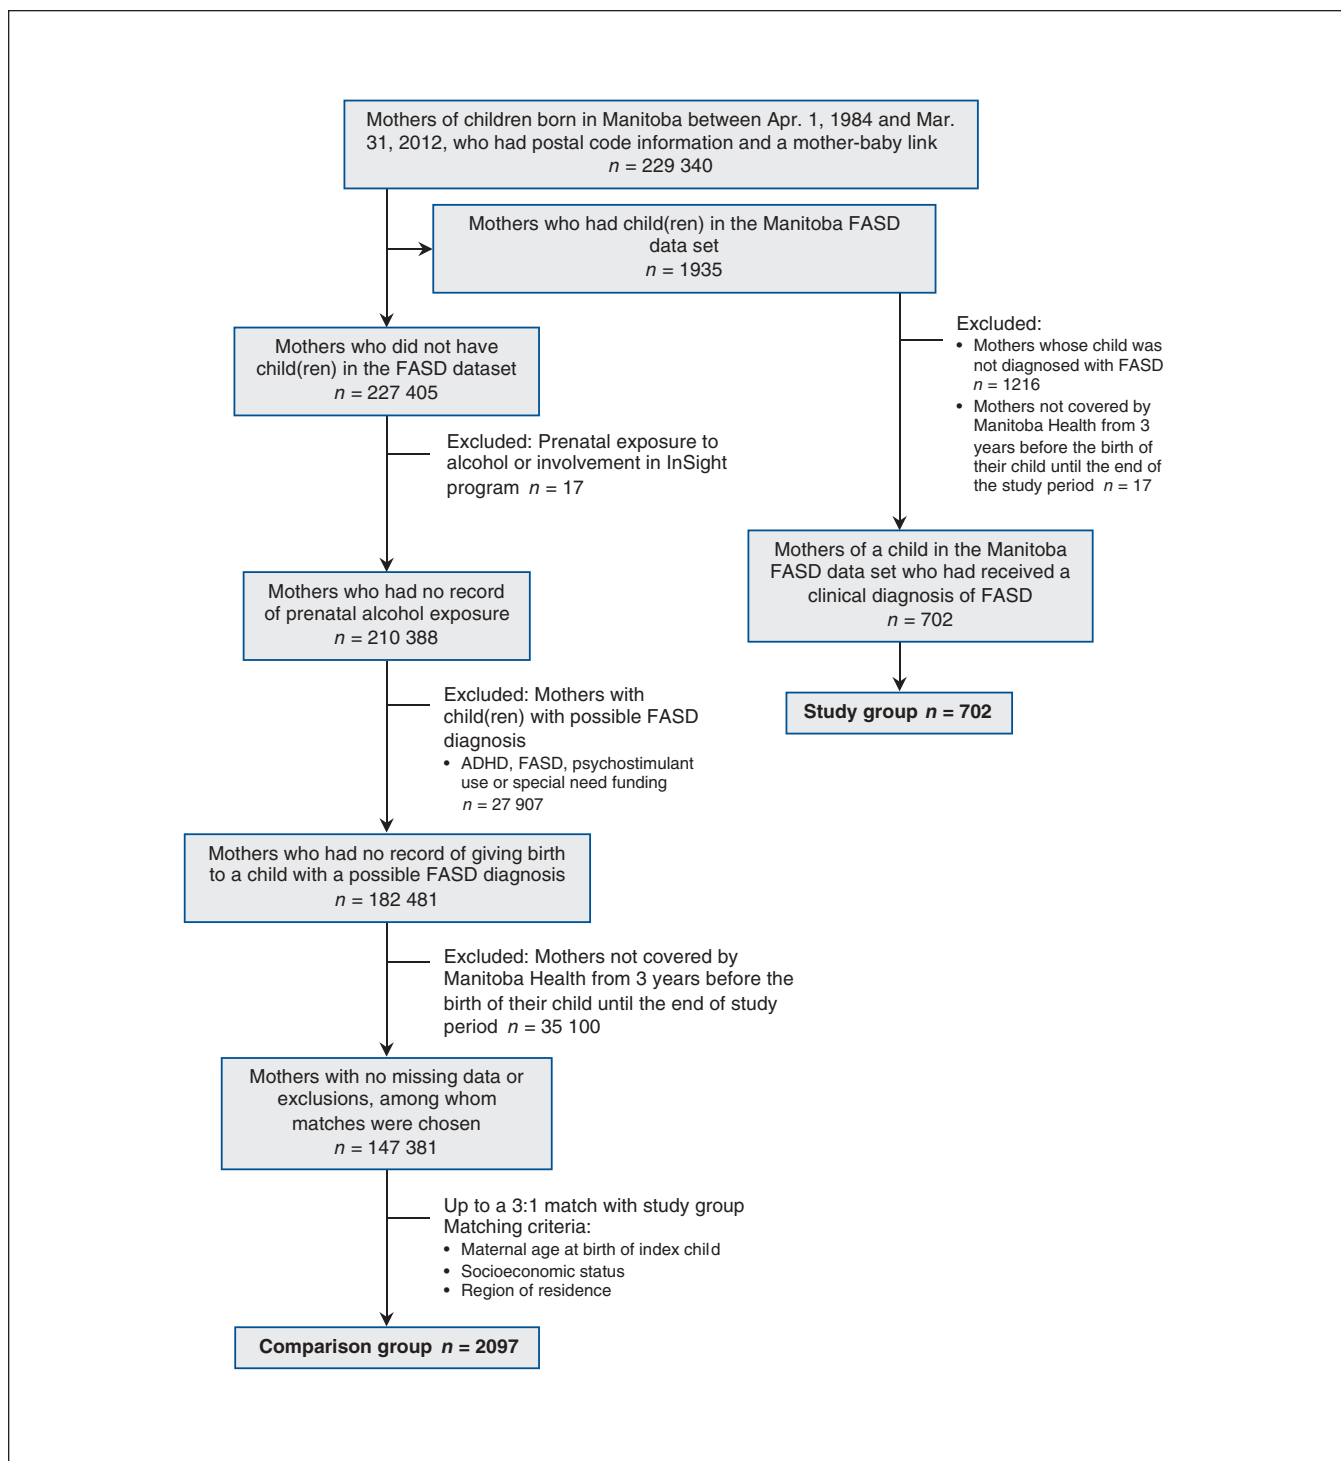 Mothers of children born in Manitoba between Apr. 1, 1984 and Mar.
31, 2012, who had postal code information and a mother-baby link
n = 229 340
Mothers who had child(ren) in the Manitoba FASD
data set
n = 1935
Mothers who did not have
child(ren) in the FASD dataset
n = 227 405
Excluded:
• Mothers whose child was
not diagnosed with FASD
n = 1216
• Mothers not covered by
Manitoba Health from 3
years before the birth of
their child until the end of
the study period n = 17
Excluded: Prenatal exposure to
alcohol or involvement in InSight
program n = 17
Mothers of a child in the Manitoba
FASD data set who had received a
clinical diagnosis of FASD
n = 702
Mothers who had no record
of prenatal alcohol exposure
n = 210 388
Study group n = 702
Excluded: Mothers with
child(ren) with possible FASD
diagnosis
• ADHD, FASD, psychostimulant
use or special need funding
n = 27 907
Mothers who had no record of giving birth
to a child with a possible FASD diagnosis
n = 182 481
Excluded: Mothers not covered by
Manitoba Health from 3 years before the
birth of their child until the end of study
period n = 35 100
Mothers with no missing data or
exclusions, among whom
matches were chosen
n = 147 381
Up to a 3:1 match with study group
Matching criteria:
• Maternal age at birth of index child
• Socioeconomic status
• Region of residence
Comparison group n = 2097